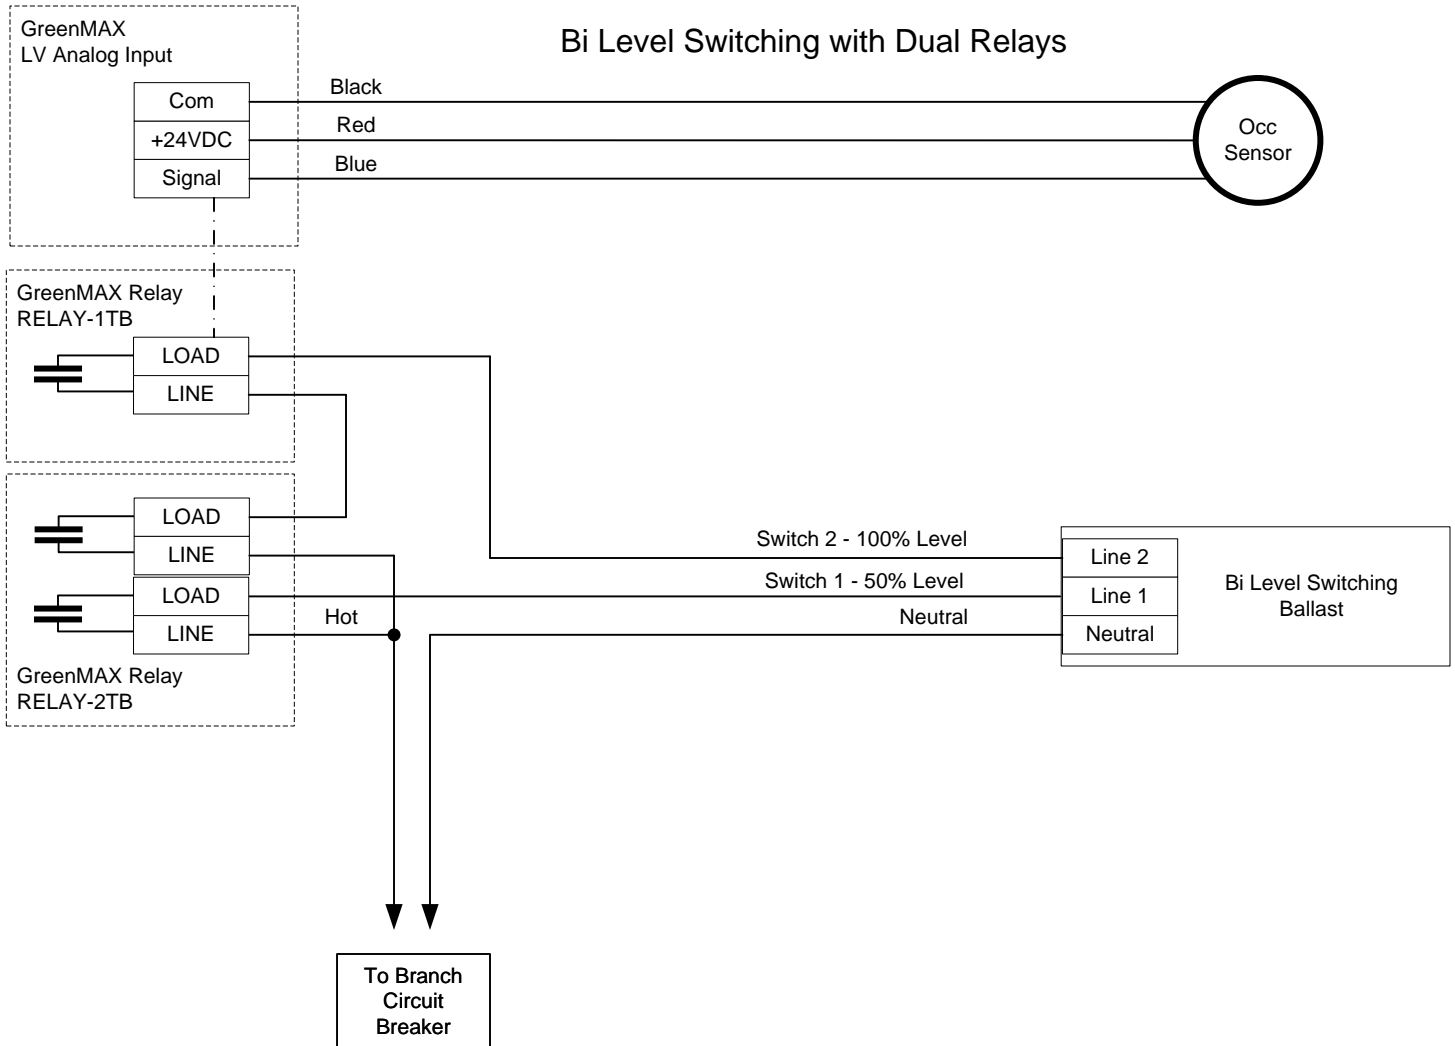 GreenMAX
LV Analog Input
Bi Level Switching with Dual Relays
Com
+24VDC
Signal
Black
Red
Blue
Occ
Sensor
GreenMAX Relay
RELAY-1TB
LOAD
LINE
LOAD
LINE
LOAD
LINE
Hot
GreenMAX Relay
RELAY-2TB
Switch 2 - 100% Level
Switch 1 - 50% Level
Neutral
Line 2
Line 1
Neutral
Bi Level Switching
Ballast
To Branch
Circuit
Breaker